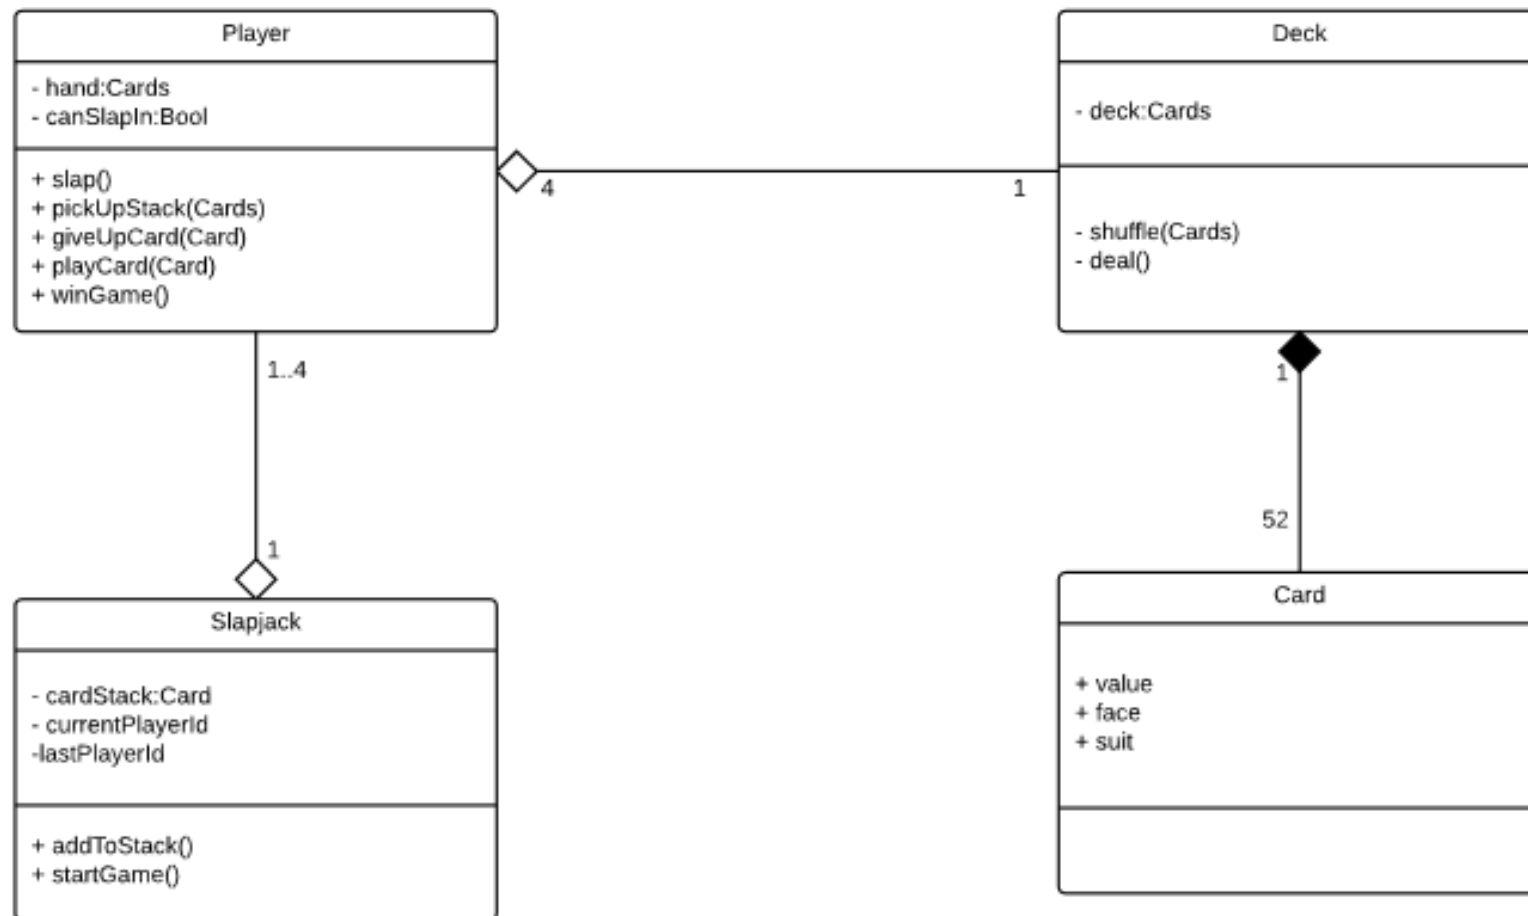 Player
- hand:Cards
- canSlapIn:Bool
+ slap()
+ pickUpStack(Cards)
+ giveUpCard(Card)
+ playCard(Card)
+ winGame()
4
1
Deck
- deck:Cards
- shuffle(Cards)
- deal()
1..4
1
1
52
Slapjack
- cardStack:Card
- currentPlayerId
-lastPlayerId
+ addToStack()
+ startGame()
Card
+ value
+ face
+ suit